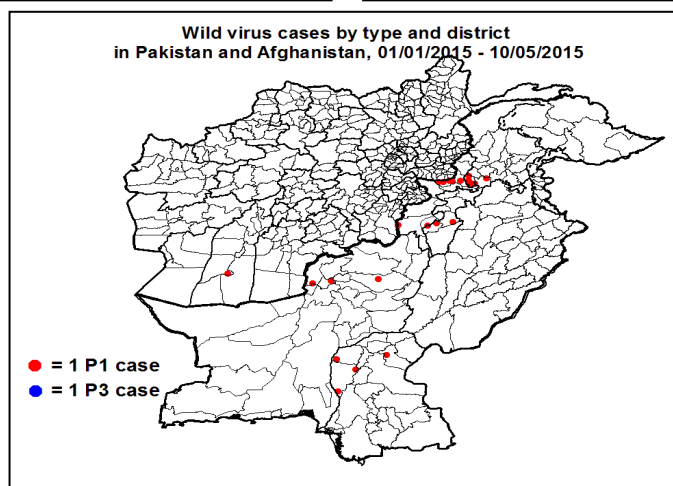 Wild virus cases by type and district
in Pakistan and Afghanistan, 01/01/2015 - 10/05/2015
= 1 P1 case
= 1 P3 case